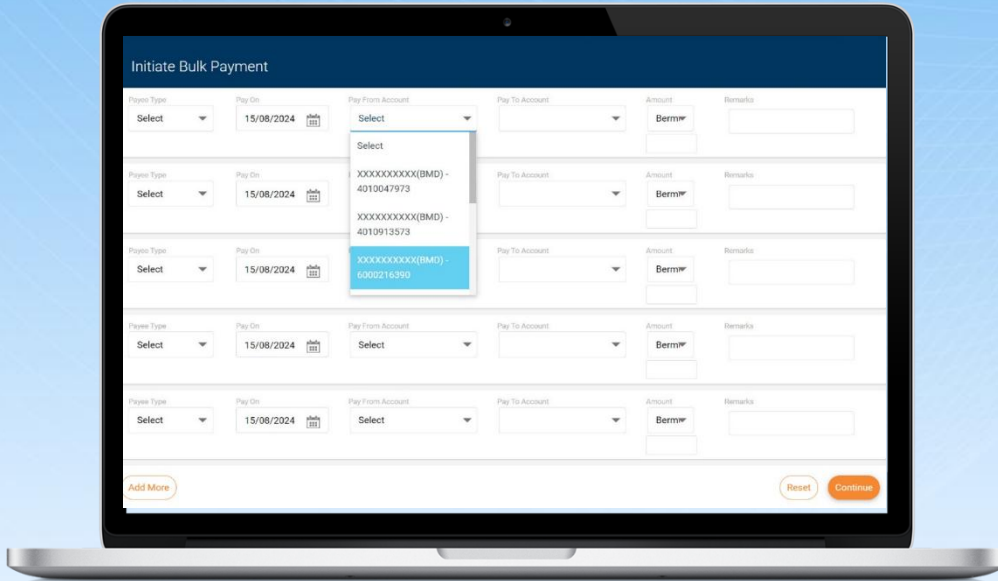 Initiate Bulk Payment
Payee Type Pay On Pay From Account Pay To Account Amount Remarks
Select 15/08/2024 Select Berm
Select
XXXXXXXXXX(BMD) -
4010047973
Payee Type Pay On Pay To Account Amount Remarks
Select 15/08/2024 Berm
XXXXXXXXXX(BMD) -
4010913573
Payee Type Pay On Pay To Account Amount Remarks
XXXXXXXXXX(BMD) -
6000216390
Select 15/08/2024 Berm
Payee Type Pay On Pay From Account Pay To Account Amount Remarks
Select 15/08/2024 Select Berm
Payee Type Pay On Pay From Account Pay To Account Amount Remarks
Select 15/08/2024 Select Berm
Add More Reset Continue